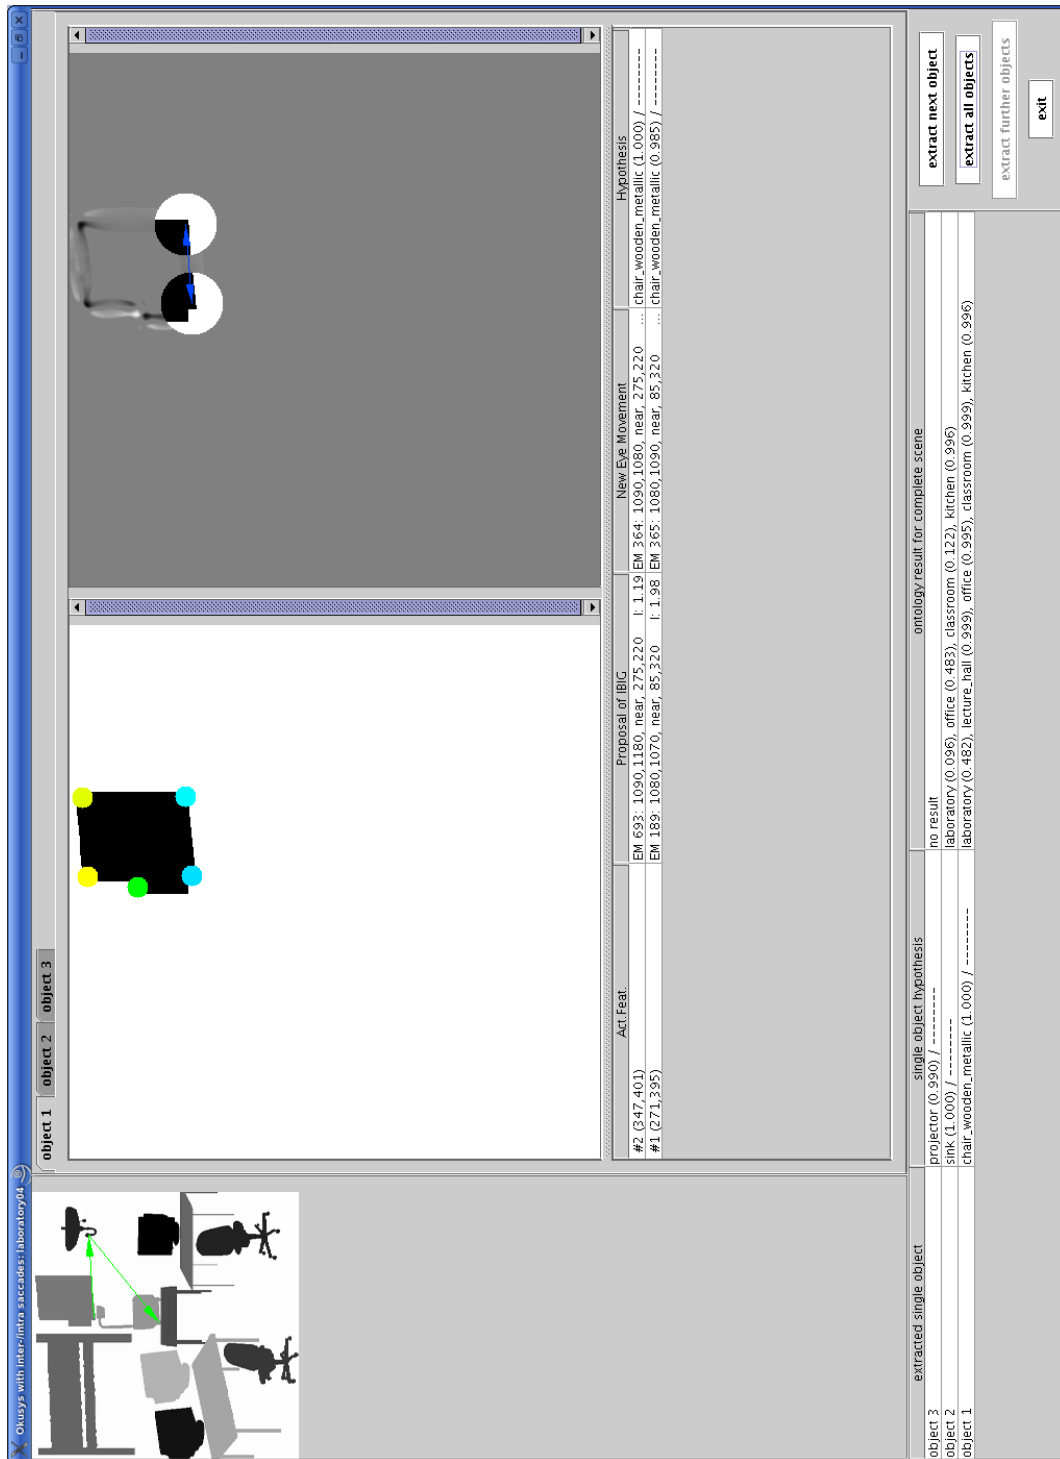 Okusys with inter-/intra saccades: laboratory04
object 1 object 2 object 3
Act.Feat. Proposal of IBIG New Eye Movement Hypothesis
#2 (347,401) EM 693: 1090,1180, near, 275,220 I: 1.19 EM 364: 1090,1080, near, 275,220 ... chair_wooden_metallic (1.000) / ---------
#1 (271,395) EM 189: 1080,1070, near, 85,320 I: 1.98 EM 365: 1080,1090, near, 85,320 ... chair_wooden_metallic (0.985) / ---------
extracted single object single object hypothesis ontology result for complete scene
object 3 projector (0.990) / --------- no result
object 2 sink (1.000) / --------- laboratory (0.096), office (0.483), classroom (0.122), kitchen (0.996)
object 1 chair_wooden_metallic (1.000) / --------- laboratory (0.482), lecture_hall (0.999), office (0.995), classroom (0.999), kitchen (0.996)
extract next object
extract all objects
extract further objects
exit